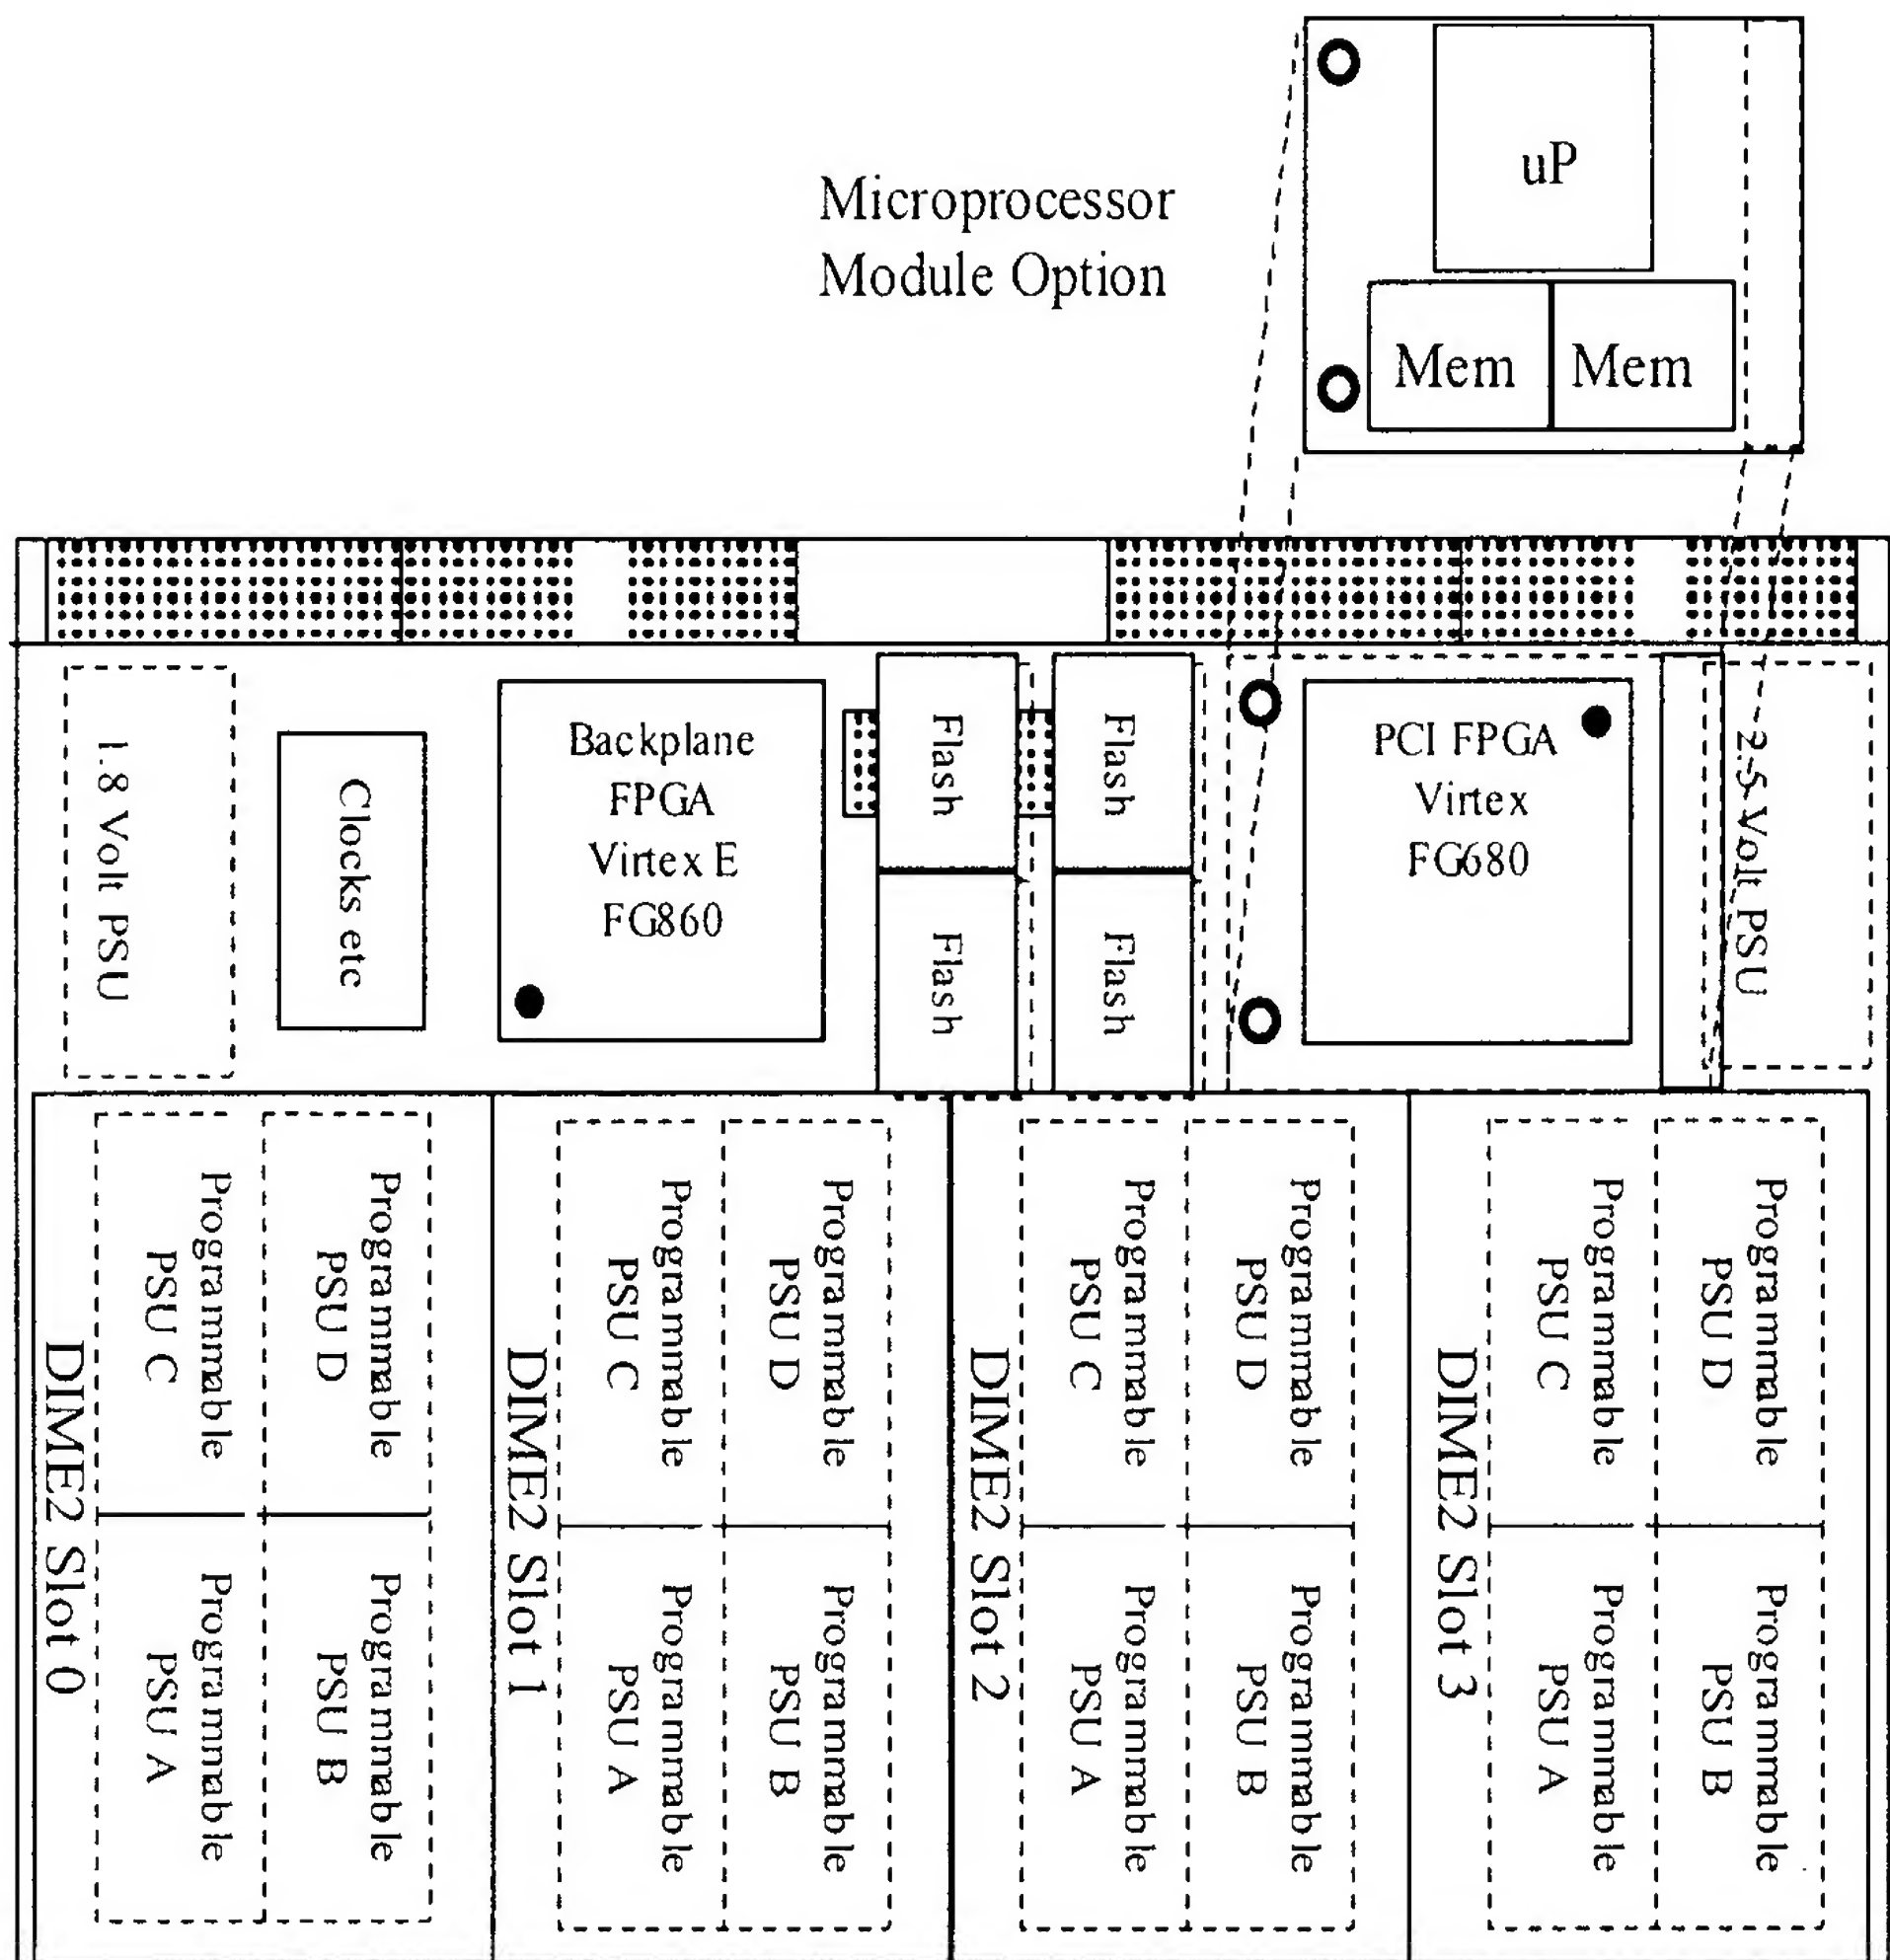 Microprocessor
Module Option
uP
Mem
Mem
1.8 Volt PSU
Clocks etc
Backplane
FPGA
Virtex E
FG860
Flash
Flash
Flash
Flash
PCI FPGA
Virtex
FG680
2.5 Volt PSU
DIME2 Slot 0
Programmable
PSU C
Programmable
PSU D
Programmable
PSU A
Programmable
PSU B
DIME2 Slot 1
Programmable
PSU C
Programmable
PSU D
Programmable
PSU A
Programmable
PSU B
DIME2 Slot 2
Programmable
PSU C
Programmable
PSU D
Programmable
PSU A
Programmable
PSU B
DIME2 Slot 3
Programmable
PSU C
Programmable
PSU D
Programmable
PSU A
Programmable
PSU B